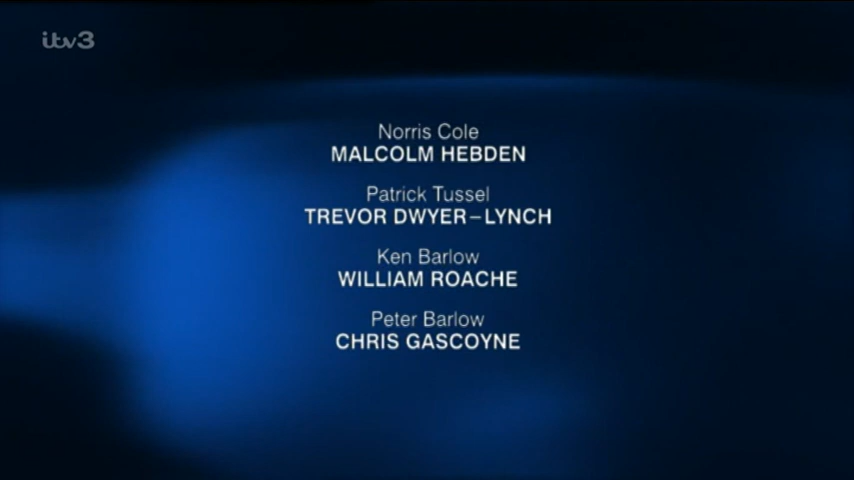 itv3
Norris Cole
MALCOLM HEBDEN
Patrick Tussel
TREVOR DWYER–LYNCH
Ken Barlow
WILLIAM ROACHE
Peter Barlow
CHRIS GASCOYNE